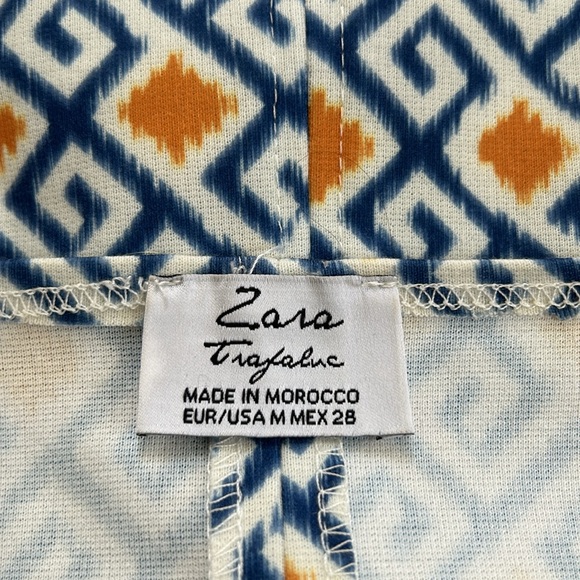 Zara
Trafaluc
MADE IN MOROCCO
EUR/USA M MEX 28